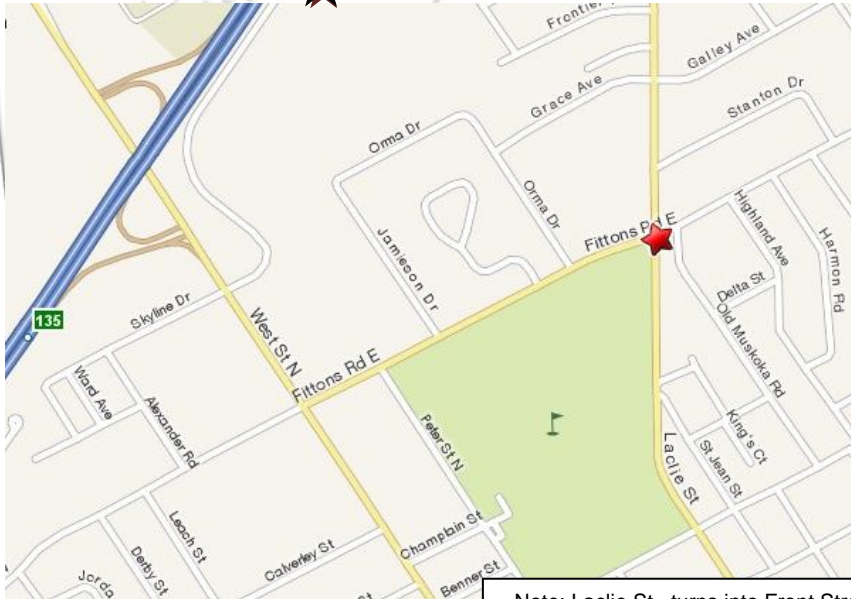 Frontier
Galley Ave
Grace Ave
Stanton Dr
Orma Dr
Orma Dr
Fittons Rd E
Highland Ave
Harmon Rd
Jamieson Dr
Delta St
Old Muskoka Rd
135
Skyline Dr
West St N
Fittons Rd E
Ward Ave
Alexander Rd
Peter St N
King's Ct
St Jean St
Laclie St
Leach St
Champlain St
Derby St
Calverley St
Jorda
Benner St
St
Note: Laclie St. turns into Front Stre